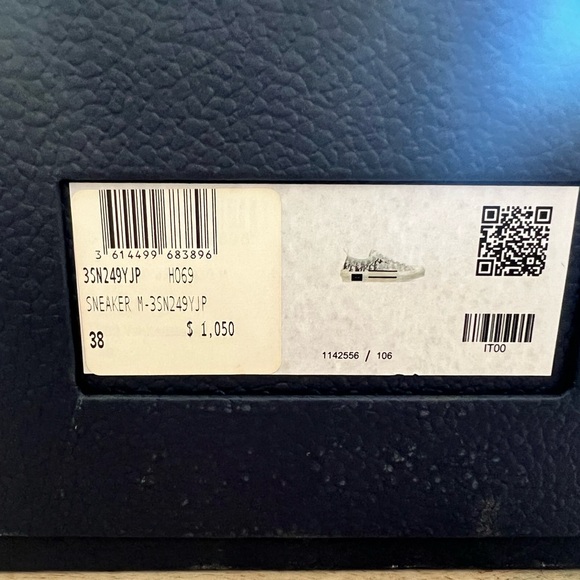 3 614499 683896
3SN249YJP H069
SNEAKER M-3SN249YJP
$ 1,050
38
1142556 / 106
IT00